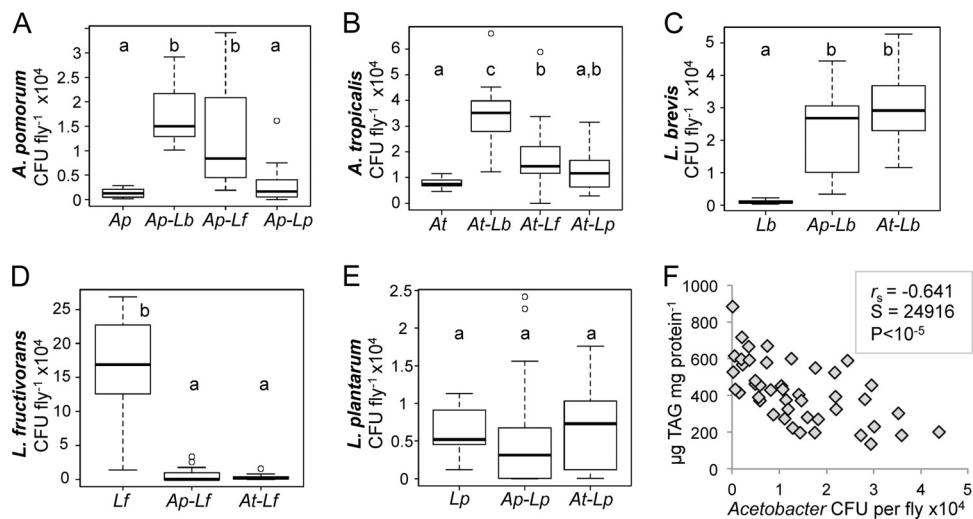 A
A. pomorum
CFU fly-1 x10^4
3
2.5
2
1.5
1
0.5
0
a
b
b
a
Ap
Ap-Lb
Ap-Lf
Ap-Lp
B
A. tropicalis
CFU fly-1 x10^4
6
5
4
3
2
1
0
a
c
b
a,b
At
At-Lb
At-Lf
At-Lp
C
L. brevis
CFU fly-1 x10^4
5
4
3
2
1
0
a
b
b
Lb
Ap-Lb
At-Lb
D
L. fructivorans
CFU fly-1 x10^4
25
20
15
10
5
0
b
a
a
Lf
Ap-Lf
At-Lf
E
L. plantarum
CFU fly-1 x10^4
2.5
2
1.5
1
0.5
0
a
a
a
Lp
Ap-Lp
At-Lp
F
µg TAG mg protein-1
1000
800
600
400
200
0
rs = -0.641
S = 24916
P<10-5
0
1
2
3
4
5
Acetobacter CFU per fly x10^4